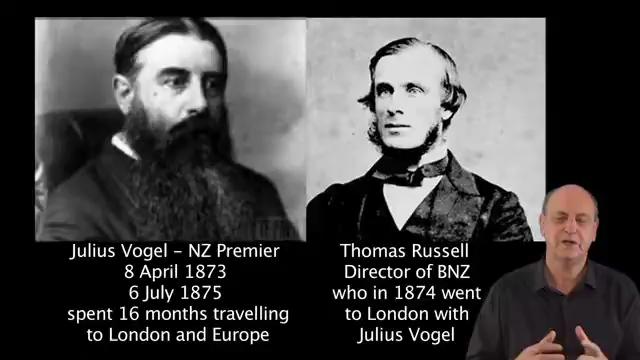 Julius Vogel – NZ Premier
8 April 1873
6 July 1875
spent 16 months travelling
to London and Europe
Thomas Russell
Director of BNZ
who in 1874 went
to London with
Julius Vogel